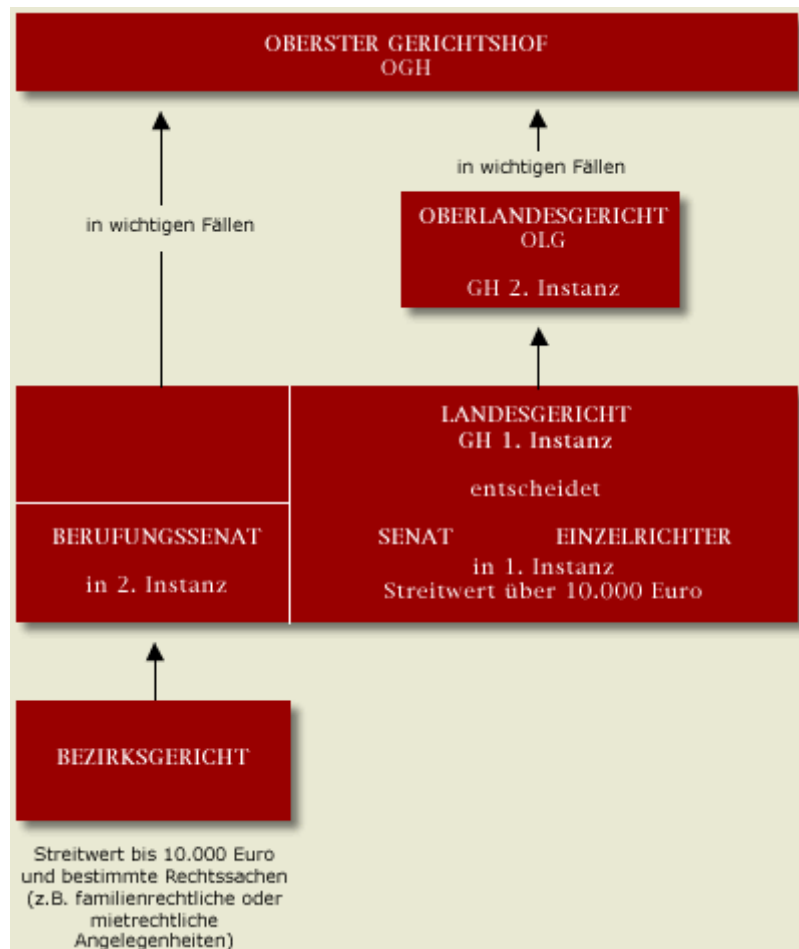 OBERSTER GERICHTSHOF
OGH
in wichtigen Fällen
in wichtigen Fällen
OBERLANDESGERICHT
OLG
GH 2. Instanz
LANDESGERICHT
GH 1. Instanz
entscheidet
BERUFUNGSSENAT
in 2. Instanz
SENAT EINZELRICHTER
in 1. Instanz
Streitwert über 10.000 Euro
BEZIRKSGERICHT
Streitwert bis 10.000 Euro
und bestimmte Rechtssachen
(z.B. familienrechtliche oder
mietrechtliche
Angelegenheiten)